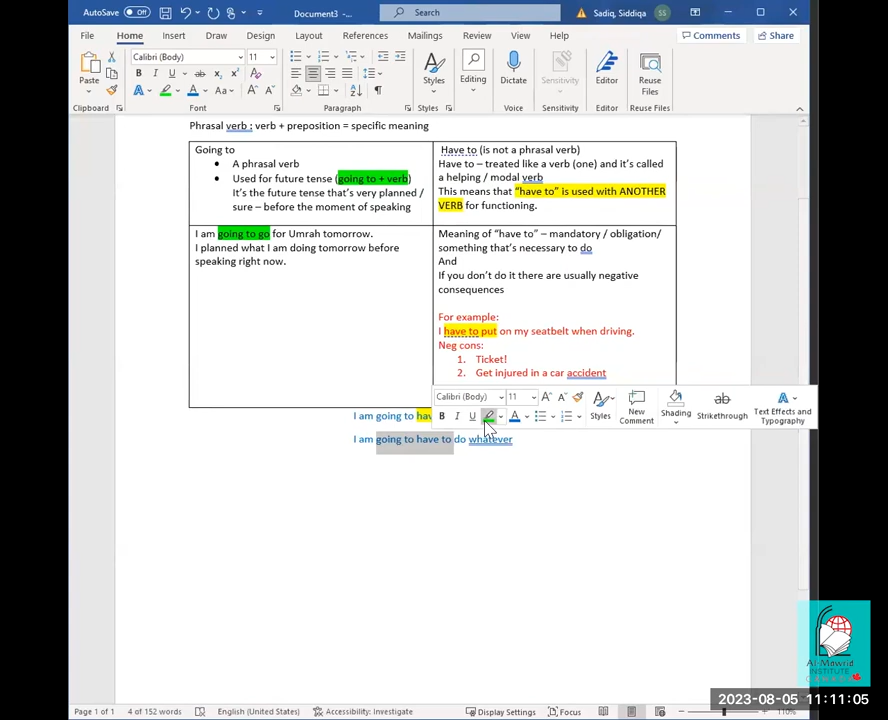 AutoSave Off Document3 -... Search Sadiq, Siddiqa SS
File Home Insert Draw Design Layout References Mailings Review View Help Comments Share
Calibri (Body) 11
Paste Styles Editing Dictate Sensitivity Editor Reuse Files
Clipboard Font Paragraph Styles Voice Sensitivity Editor Reuse Files
Phrasal verb : verb + preposition = specific meaning
Going to
• A phrasal verb
• Used for future tense (going to + verb)
It's the future tense that's very planned /
sure – before the moment of speaking
Have to (is not a phrasal verb)
Have to – treated like a verb (one) and it's called
a helping / modal verb
This means that "have to" is used with ANOTHER
VERB for functioning.
I am going to go for Umrah tomorrow.
I planned what I am doing tomorrow before
speaking right now.
Meaning of "have to" – mandatory / obligation/
something that's necessary to do
And
If you don't do it there are usually negative
consequences
For example:
I have to put on my seatbelt when driving.
Neg cons:
1. Ticket!
2. Get injured in a car accident
Calibri (Body) 11
B I U Styles New Comment Shading Strikethrough Text Effects and Typography
I am going to
I am going to have to do whatever
Al-Mawrid
INSTITUTE
CANADA
Page 1 of 1 4 of 152 words English (United States) Accessibility: Investigate Display Settings Focus 110%
2023-08-05 11:11:05